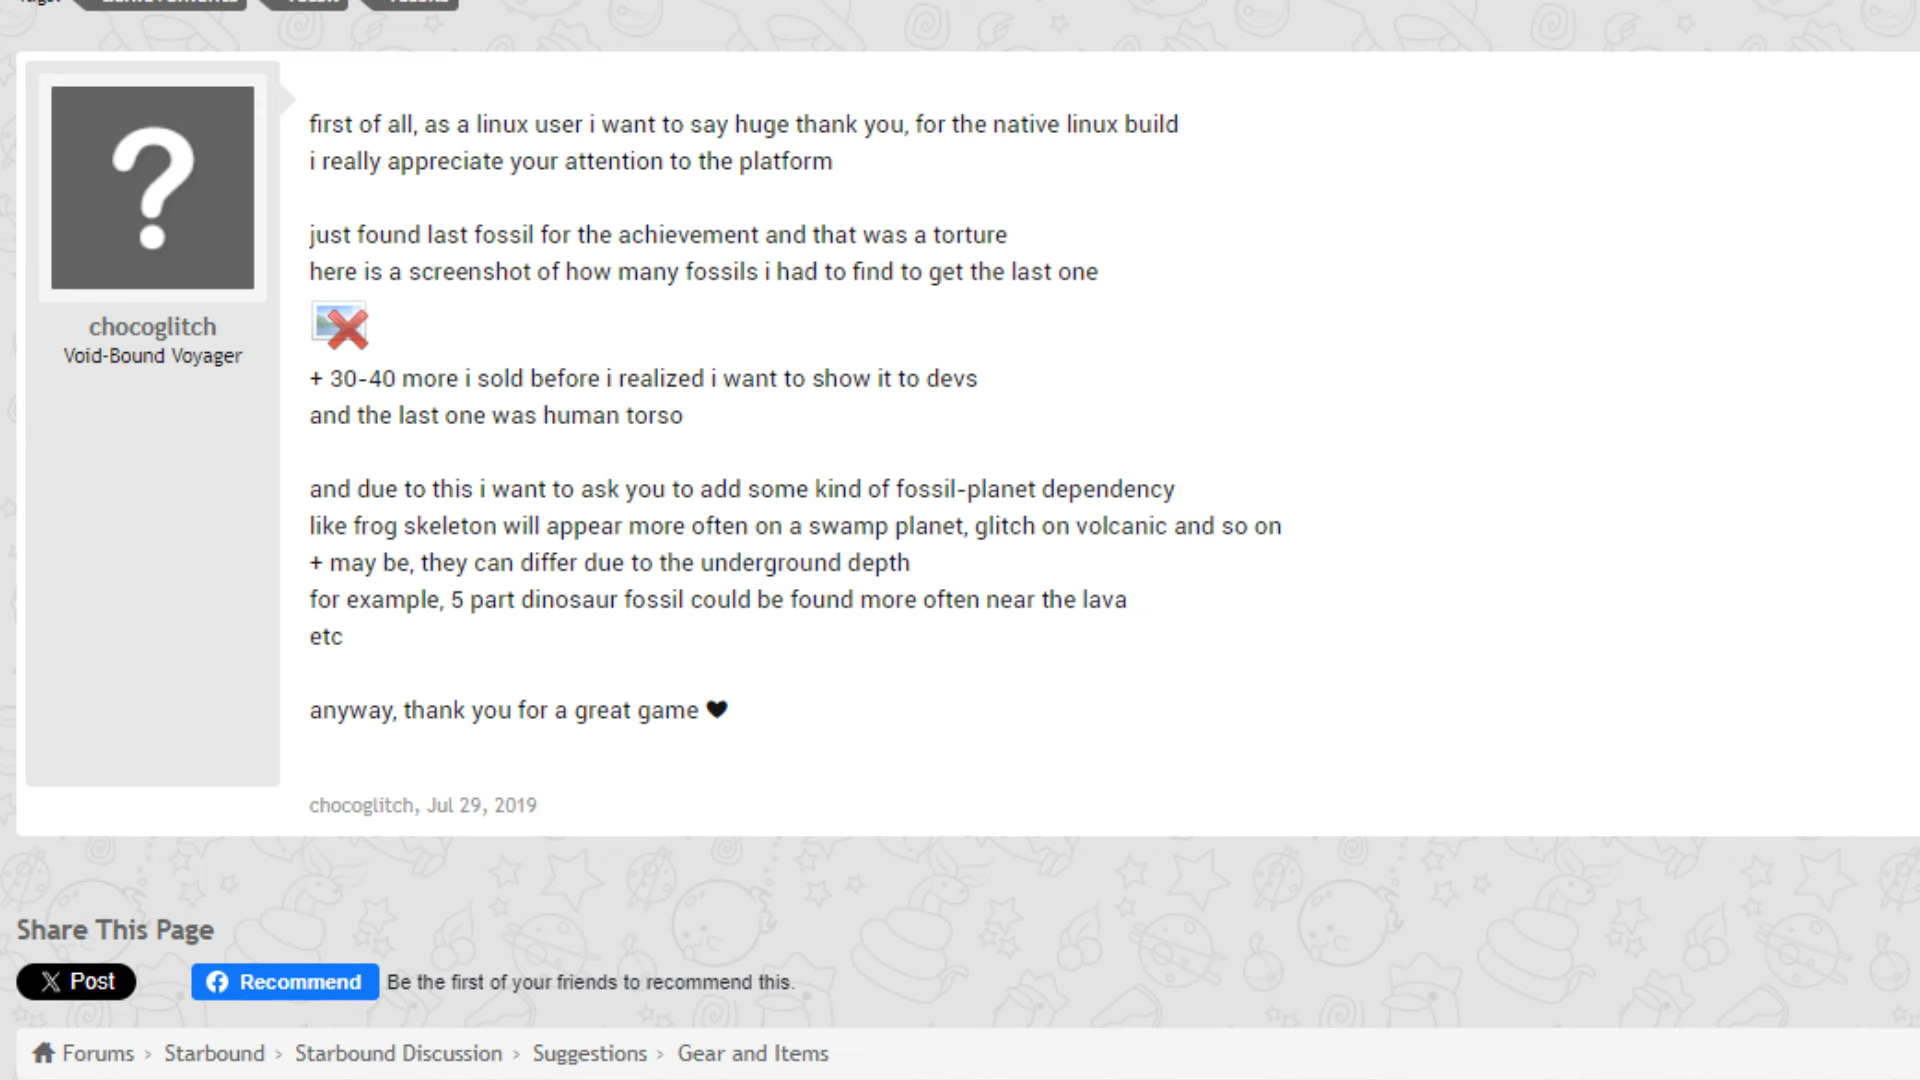 first of all, as a linux user i want to say huge thank you, for the native linux build
i really appreciate your attention to the platform
just found last fossil for the achievement and that was a torture
here is a screenshot of how many fossils i had to find to get the last one
+ 30-40 more i sold before i realized i want to show it to devs
and the last one was human torso
and due to this i want to ask you to add some kind of fossil-planet dependency
like frog skeleton will appear more often on a swamp planet, glitch on volcanic and so on
+ may be, they can differ due to the underground depth
for example, 5 part dinosaur fossil could be found more often near the lava
etc
anyway, thank you for a great game ♥
chocoglitch
Void-Bound Voyager
chocoglitch, Jul 29, 2019
Share This Page
X Post
Recommend Be the first of your friends to recommend this.
Forums > Starbound > Starbound Discussion > Suggestions > Gear and Items